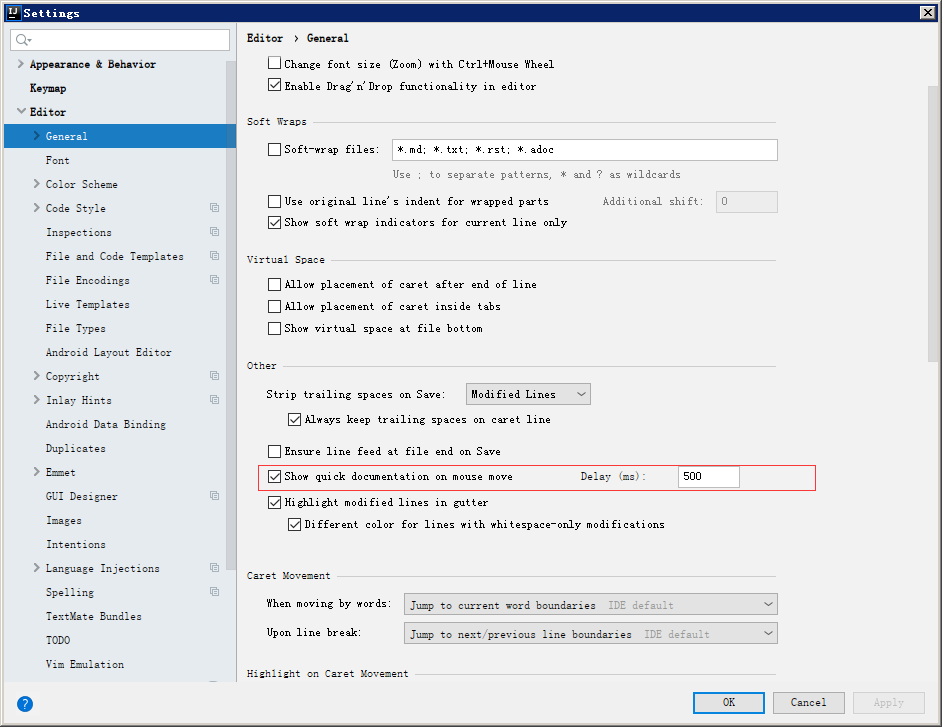 Settings
Appearance & Behavior
Keymap
Editor
General
Font
Color Scheme
Code Style
Inspections
File and Code Templates
File Encodings
Live Templates
File Types
Android Layout Editor
Copyright
Inlay Hints
Android Data Binding
Duplicates
Emmet
GUI Designer
Images
Intentions
Language Injections
Spelling
TextMate Bundles
TODO
Vim Emulation
Editor › General
Change font size (Zoom) with Ctrl+Mouse Wheel
Enable Drag'n'Drop functionality in editor
Soft Wraps
Soft-wrap files: *.md; *.txt; *.rst; *.adoc
Use ; to separate patterns, * and ? as wildcards
Use original line's indent for wrapped parts Additional shift: 0
Show soft wrap indicators for current line only
Virtual Space
Allow placement of caret after end of line
Allow placement of caret inside tabs
Show virtual space at file bottom
Other
Strip trailing spaces on Save: Modified Lines
Always keep trailing spaces on caret line
Ensure line feed at file end on Save
Show quick documentation on mouse move Delay (ms): 500
Highlight modified lines in gutter
Different color for lines with whitespace-only modifications
Caret Movement
When moving by words: Jump to current word boundaries IDE default
Upon line break: Jump to next/previous line boundaries IDE default
Highlight on Caret Movement
? OK Cancel Apply